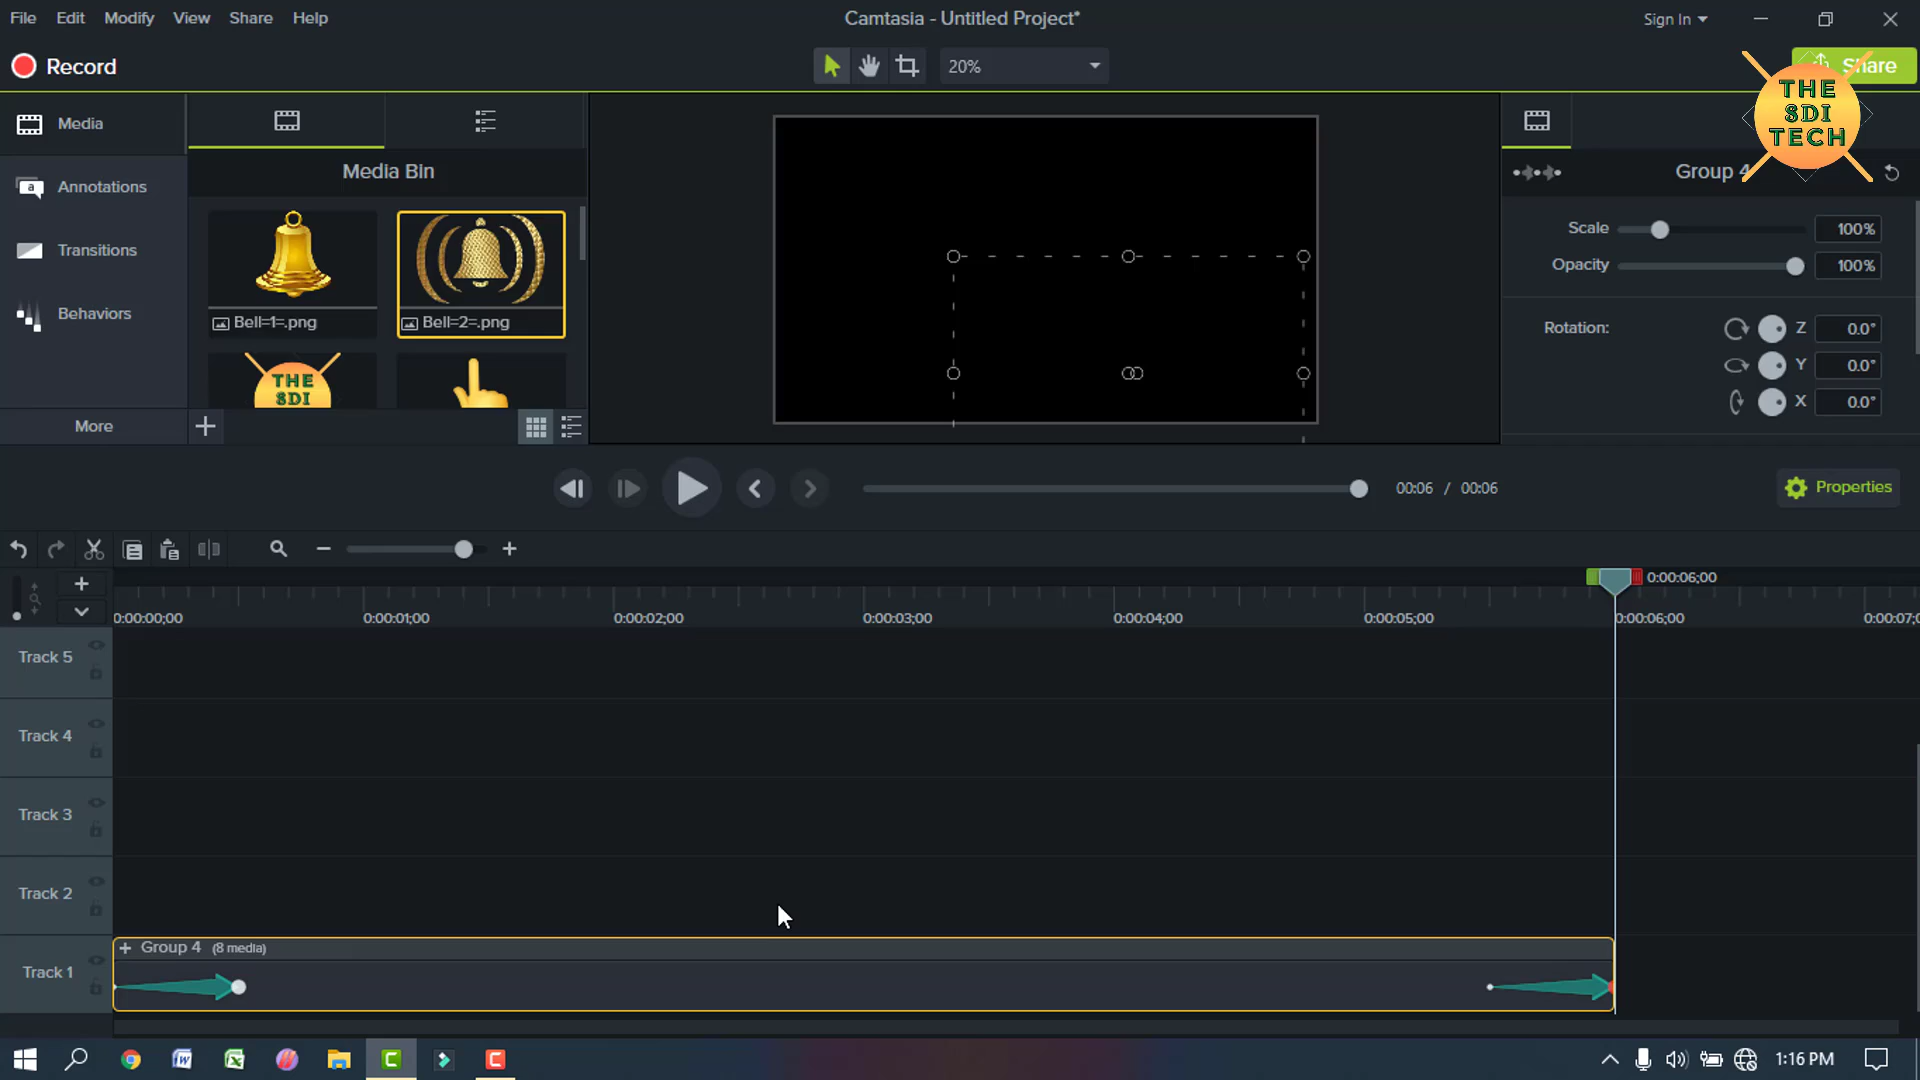 File Edit Modify View Share Help
Camtasia - Untitled Project*
Sign In
Record
20%
Share
THE
SDI
TECH
Media
Annotations
Transitions
Behaviors
More
Media Bin
Bell=1=.png
Bell=2=.png
THE
SDI
Group 4
Scale 100%
Opacity 100%
Rotation: Z 0.0°
Y 0.0°
X 0.0°
00:06 / 00:06
Properties
0:00:06;00
0:00:00;00 0:00:01;00 0:00:02;00 0:00:03;00 0:00:04;00 0:00:05;00 0:00:06;00 0:00:07;0
Track 5
Track 4
Track 3
Track 2
Group 4 (8 media)
Track 1
1:16 PM